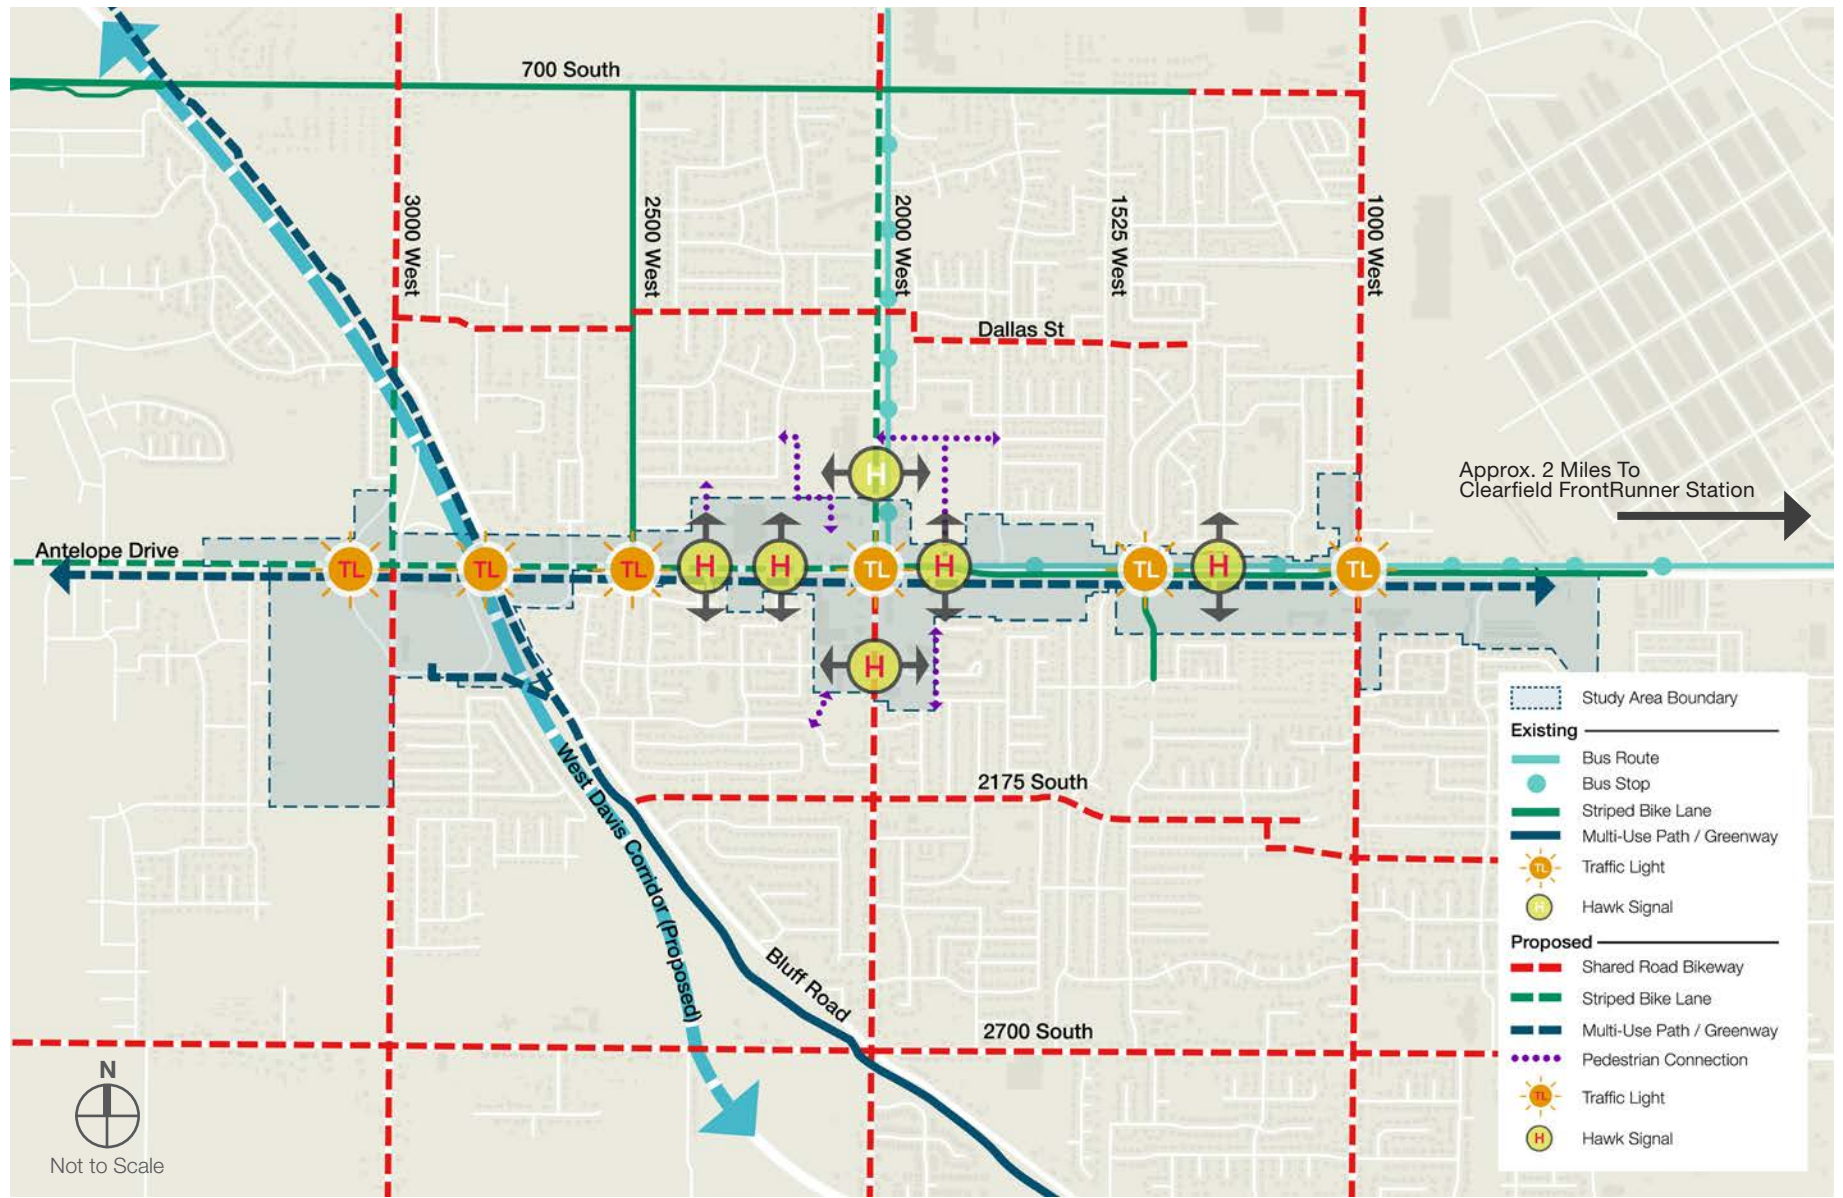 700 South
3000 West
2500 West
2000 West
1525 West
1000 West
Dallas St
Approx. 2 Miles To
Clearfield FrontRunner Station
H
Antelope Drive
TL
TL
TL
H
H
TL
H
TL
H
TL
H
2175 South
West Davis Corridor (Proposed)
Bluff Road
2700 South
N
Not to Scale
Study Area Boundary
Existing
Bus Route
Bus Stop
Striped Bike Lane
Multi-Use Path / Greenway
TL Traffic Light
H Hawk Signal
Proposed
Shared Road Bikeway
Striped Bike Lane
Multi-Use Path / Greenway
Pedestrian Connection
TL Traffic Light
H Hawk Signal